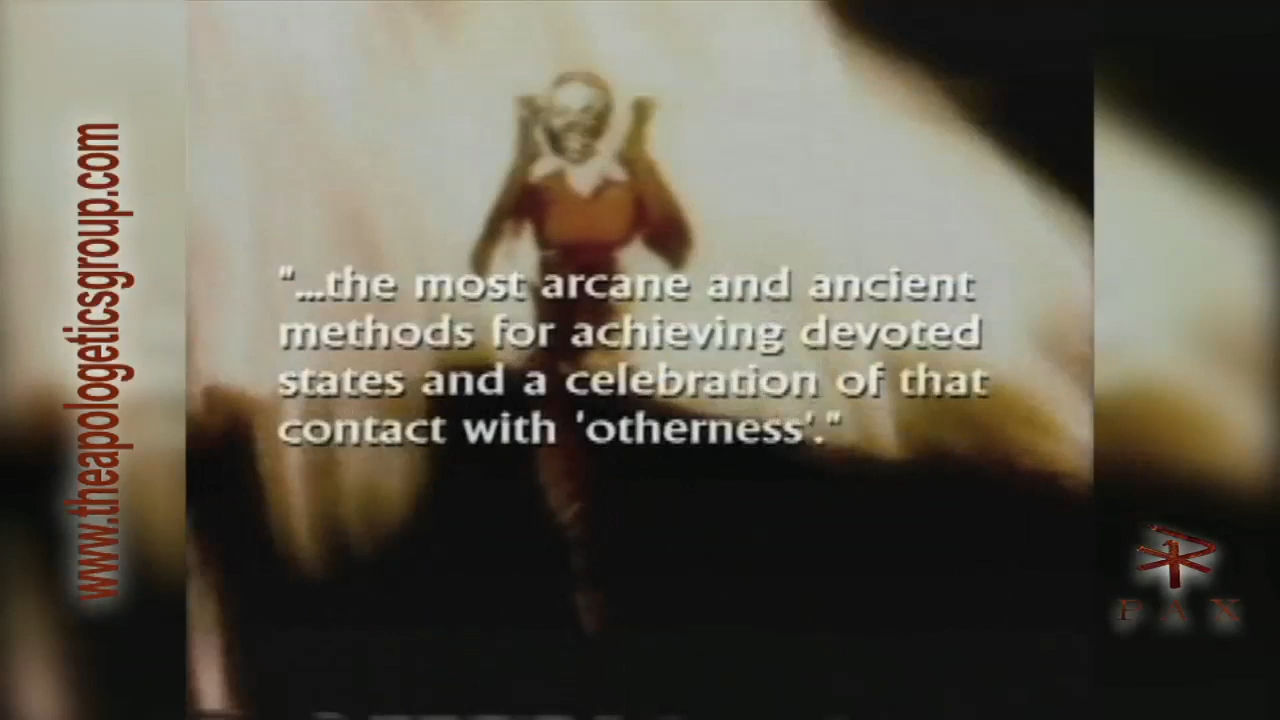 www.theapologeticsgroup.com
"...the most arcane and ancient
methods for achieving devoted
states and a celebration of that
contact with 'otherness'."
PAX